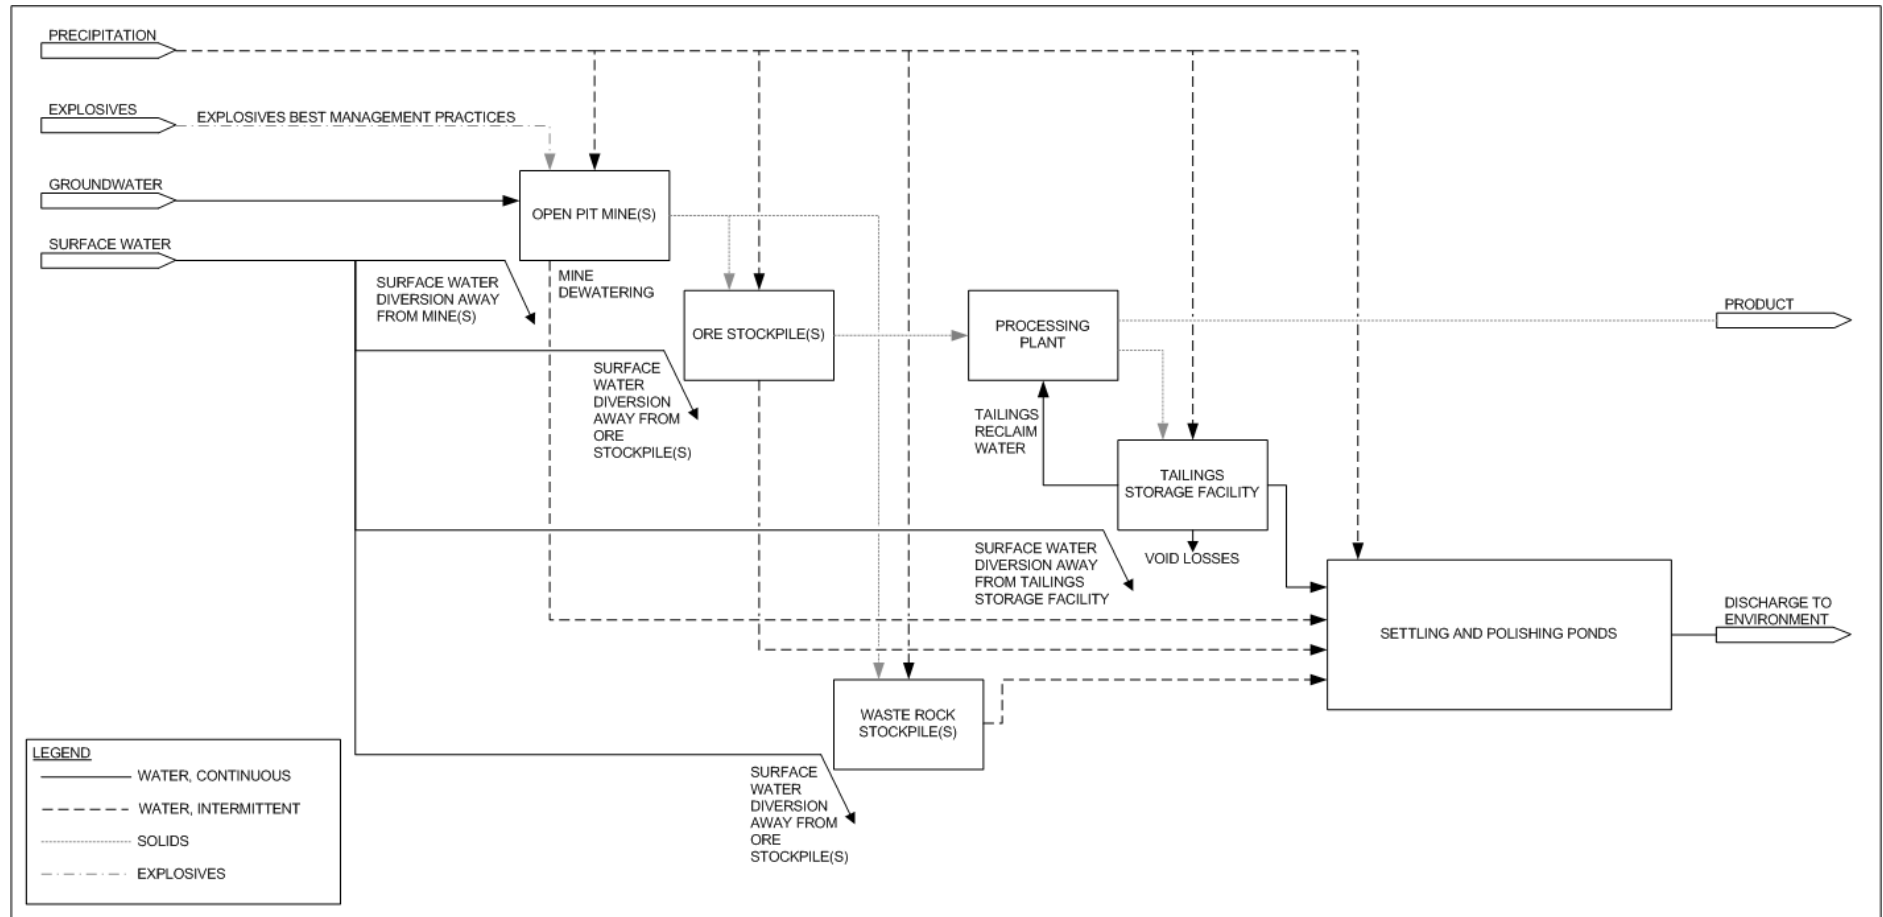 PRECIPITATION
EXPLOSIVES
EXPLOSIVES BEST MANAGEMENT PRACTICES
GROUNDWATER
OPEN PIT MINE(S)
SURFACE WATER
SURFACE WATER
DIVERSION AWAY
FROM MINE(S)
MINE
DEWATERING
ORE STOCKPILE(S)
PROCESSING
PLANT
PRODUCT
SURFACE
WATER
DIVERSION
AWAY FROM
ORE
STOCKPILE(S)
TAILINGS
RECLAIM
WATER
TAILINGS
STORAGE FACILITY
VOID LOSSES
SURFACE WATER
DIVERSION AWAY
FROM TAILINGS
STORAGE FACILITY
SETTLING AND POLISHING PONDS
DISCHARGE TO
ENVIRONMENT
WASTE ROCK
STOCKPILE(S)
SURFACE
WATER
DIVERSION
AWAY FROM
ORE
STOCKPILE(S)
LEGEND
WATER, CONTINUOUS
WATER, INTERMITTENT
SOLIDS
EXPLOSIVES